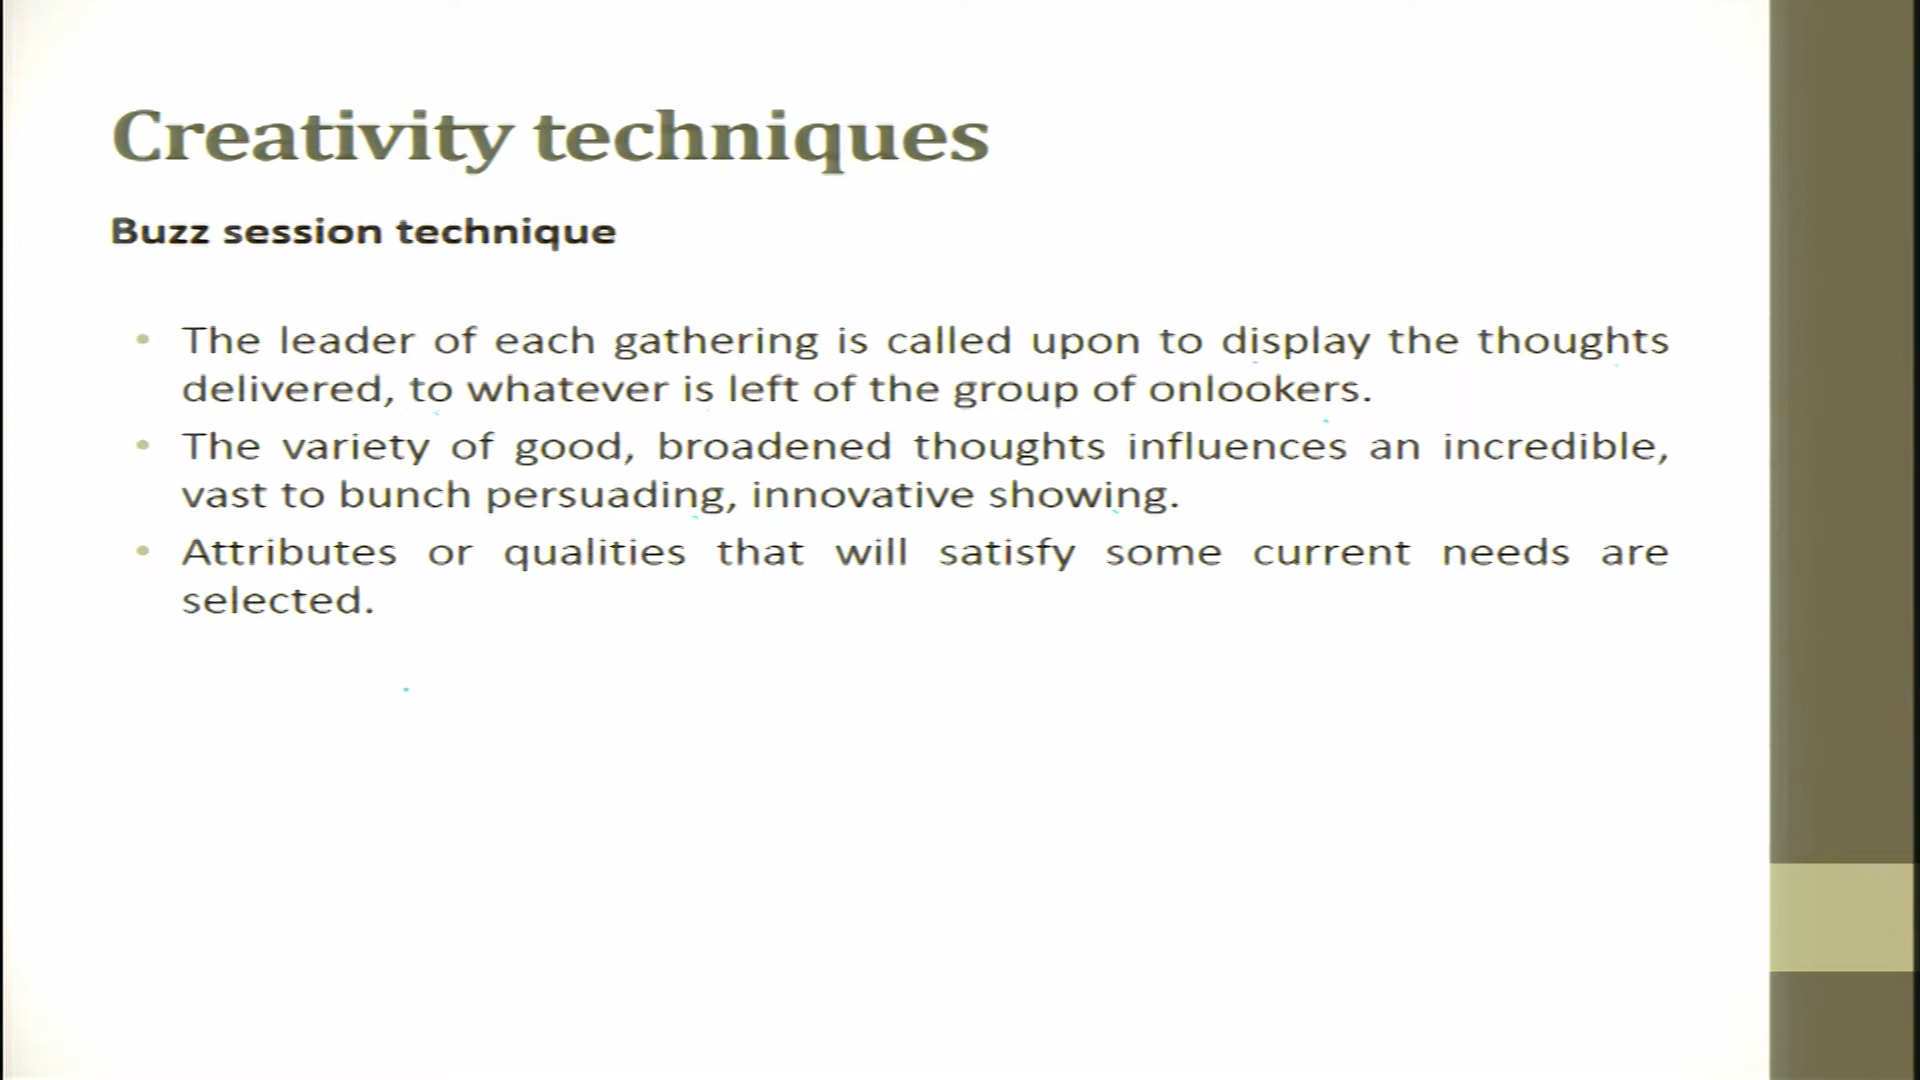 Creativity techniques
Buzz session technique
• The leader of each gathering is called upon to display the thoughts
delivered, to whatever is left of the group of onlookers.
• The variety of good, broadened thoughts influences an incredible,
vast to bunch persuading, innovative showing.
• Attributes or qualities that will satisfy some current needs are
selected.